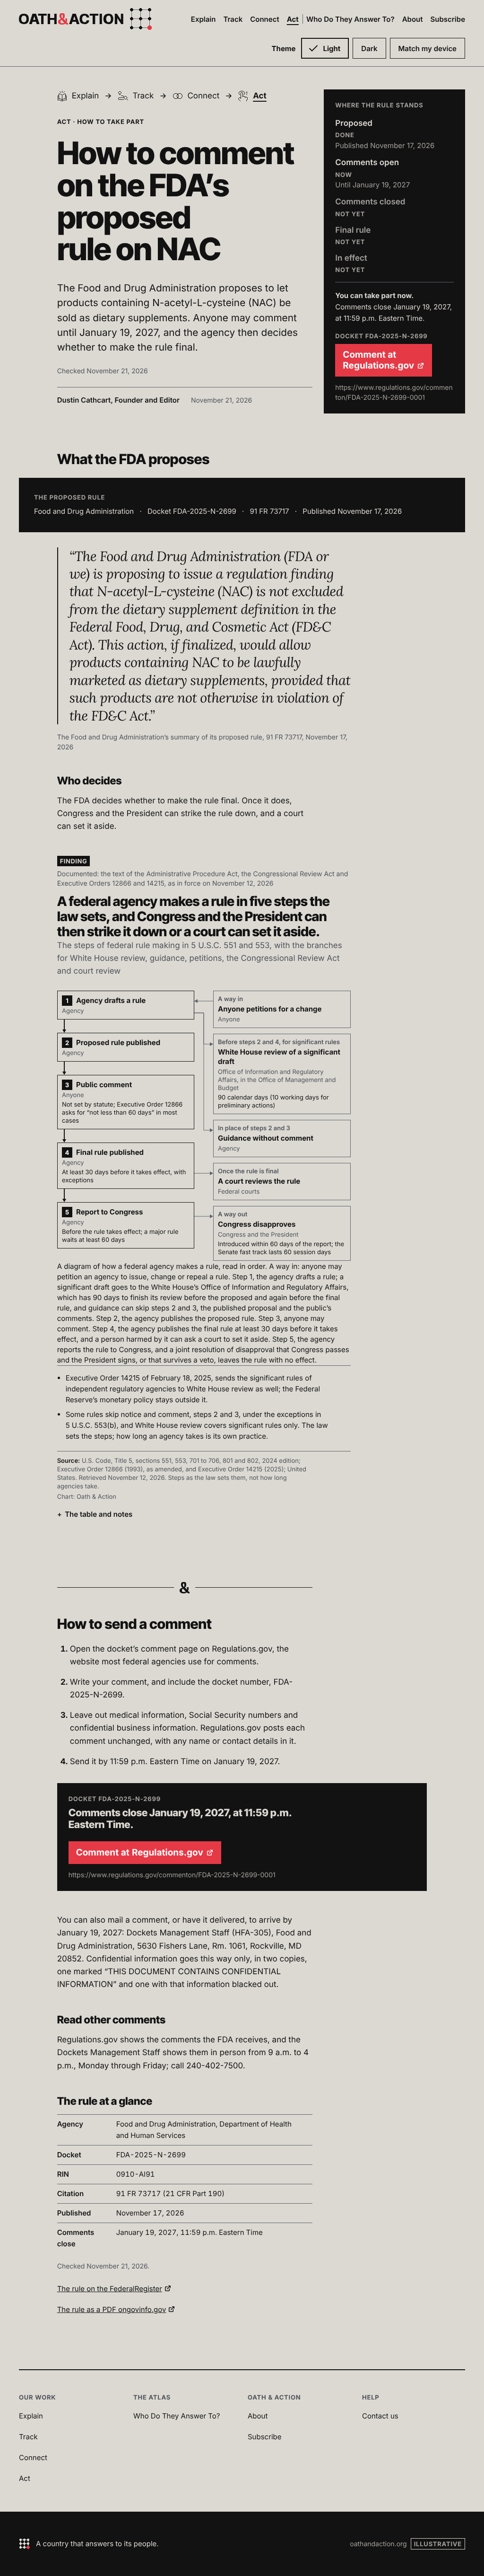 OATH&ACTION
Explain Track Connect Act Who Do They Answer To? About Subscribe
Theme Light Dark Match my device
Explain → Track → Connect → Act
ACT · HOW TO TAKE PART
How to comment
on the FDA’s
proposed
rule on NAC
The Food and Drug Administration proposes to let
products containing N-acetyl-L-cysteine (NAC) be
sold as dietary supplements. Anyone may comment
until January 19, 2027, and the agency then decides
whether to make the rule final.
Checked November 21, 2026
Dustin Cathcart, Founder and Editor November 21, 2026
WHERE THE RULE STANDS
Proposed
DONE
Published November 17, 2026
Comments open
NOW
Until January 19, 2027
Comments closed
NOT YET
Final rule
NOT YET
In effect
NOT YET
You can take part now.
Comments close January 19, 2027,
at 11:59 p.m. Eastern Time.
DOCKET FDA-2025-N-2699
Comment at
Regulations.gov
https://www.regulations.gov/commen
ton/FDA-2025-N-2699-0001
What the FDA proposes
THE PROPOSED RULE
Food and Drug Administration · Docket FDA-2025-N-2699 · 91 FR 73717 · Published November 17, 2026
“The Food and Drug Administration (FDA or
we) is proposing to issue a regulation finding
that N-acetyl-L-cysteine (NAC) is not excluded
from the dietary supplement definition in the
Federal Food, Drug, and Cosmetic Act (FD&C
Act). This action, if finalized, would allow
products containing NAC to be lawfully
marketed as dietary supplements, provided that
such products are not otherwise in violation of
the FD&C Act.”
The Food and Drug Administration’s summary of its proposed rule, 91 FR 73717, November 17,
2026
Who decides
The FDA decides whether to make the rule final. Once it does,
Congress and the President can strike the rule down, and a court
can set it aside.
FINDING
Documented: the text of the Administrative Procedure Act, the Congressional Review Act and
Executive Orders 12866 and 14215, as in force on November 12, 2026
A federal agency makes a rule in five steps the
law sets, and Congress and the President can
then strike it down or a court can set it aside.
The steps of federal rule making in 5 U.S.C. 551 and 553, with the branches
for White House review, guidance, petitions, the Congressional Review Act
and court review
1 Agency drafts a rule
Agency
2 Proposed rule published
Agency
3 Public comment
Anyone
Not set by statute; Executive Order 12866
asks for “not less than 60 days” in most
cases
4 Final rule published
Agency
At least 30 days before it takes effect, with
exceptions
5 Report to Congress
Agency
Before the rule takes effect; a major rule
waits at least 60 days
A way in
Anyone petitions for a change
Anyone
Before steps 2 and 4, for significant rules
White House review of a significant
draft
Office of Information and Regulatory
Affairs, in the Office of Management and
Budget
90 calendar days (10 working days for
preliminary actions)
In place of steps 2 and 3
Guidance without comment
Agency
Once the rule is final
A court reviews the rule
Federal courts
A way out
Congress disapproves
Congress and the President
Introduced within 60 days of the report; the
Senate fast track lasts 60 session days
A diagram of how a federal agency makes a rule, read in order. A way in: anyone may
petition an agency to issue, change or repeal a rule. Step 1, the agency drafts a rule; a
significant draft goes to the White House’s Office of Information and Regulatory Affairs,
which has 90 days to finish its review before the proposed and again before the final
rule, and guidance can skip steps 2 and 3, the published proposal and the public’s
comments. Step 2, the agency publishes the proposed rule. Step 3, anyone may
comment. Step 4, the agency publishes the final rule at least 30 days before it takes
effect, and a person harmed by it can ask a court to set it aside. Step 5, the agency
reports the rule to Congress, and a joint resolution of disapproval that Congress passes
and the President signs, or that survives a veto, leaves the rule with no effect.
• Executive Order 14215 of February 18, 2025, sends the significant rules of
independent regulatory agencies to White House review as well; the Federal
Reserve’s monetary policy stays outside it.
• Some rules skip notice and comment, steps 2 and 3, under the exceptions in
5 U.S.C. 553(b), and White House review covers significant rules only. The law
sets the steps; how long an agency takes is its own practice.
Source: U.S. Code, Title 5, sections 551, 553, 701 to 706, 801 and 802, 2024 edition;
Executive Order 12866 (1993), as amended, and Executive Order 14215 (2025); United
States. Retrieved November 12, 2026. Steps as the law sets them, not how long
agencies take.
Chart: Oath & Action
+ The table and notes
&
How to send a comment
1. Open the docket’s comment page on Regulations.gov, the
website most federal agencies use for comments.
2. Write your comment, and include the docket number, FDA-
2025-N-2699.
3. Leave out medical information, Social Security numbers and
confidential business information. Regulations.gov posts each
comment unchanged, with any name or contact details in it.
4. Send it by 11:59 p.m. Eastern Time on January 19, 2027.
DOCKET FDA-2025-N-2699
Comments close January 19, 2027, at 11:59 p.m.
Eastern Time.
Comment at Regulations.gov
https://www.regulations.gov/commenton/FDA-2025-N-2699-0001
You can also mail a comment, or have it delivered, to arrive by
January 19, 2027: Dockets Management Staff (HFA-305), Food and
Drug Administration, 5630 Fishers Lane, Rm. 1061, Rockville, MD
20852. Confidential information goes this way only, in two copies,
one marked “THIS DOCUMENT CONTAINS CONFIDENTIAL
INFORMATION” and one with that information blacked out.
Read other comments
Regulations.gov shows the comments the FDA receives, and the
Dockets Management Staff shows them in person from 9 a.m. to 4
p.m., Monday through Friday; call 240-402-7500.
The rule at a glance
Agency Food and Drug Administration, Department of Health
and Human Services
Docket FDA-2025-N-2699
RIN 0910-AI91
Citation 91 FR 73717 (21 CFR Part 190)
Published November 17, 2026
Comments January 19, 2027, 11:59 p.m. Eastern Time
close
Checked November 21, 2026.
The rule on the FederalRegister
The rule as a PDF ongovinfo.gov
OUR WORK THE ATLAS OATH & ACTION HELP
Explain Who Do They Answer To? About Contact us
Track Subscribe
Connect
Act
A country that answers to its people. oathandaction.org ILLUSTRATIVE